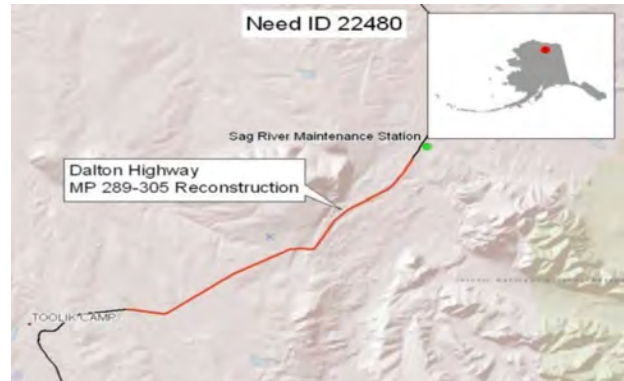 Need ID 22480
Sag River Maintenance Station
Dalton Highway
MP 289-305 Reconstruction
TOOLIK CAMP